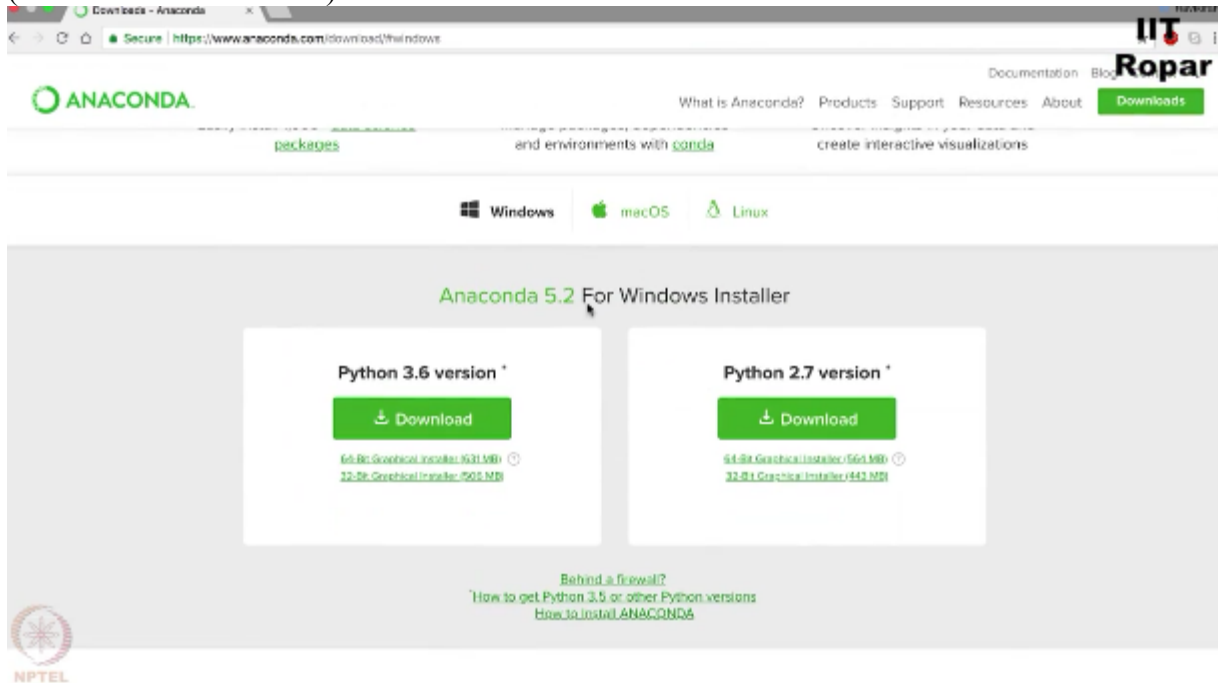 Downloads - Anaconda
Secure | https://www.anaconda.com/download/#windows
IIT
Ropar
Documentation Blog
ANACONDA.
What is Anaconda? Products Support Resources About Downloads
packages
and environments with conda
create interactive visualizations
Windows
macOS
Linux
Anaconda 5.2 For Windows Installer
Python 3.6 version *
Download
64-Bit Graphical Installer (631 MB) ?
32-Bit Graphical Installer (506 MB)
Python 2.7 version *
Download
64-Bit Graphical Installer (564 MB) ?
32-Bit Graphical Installer (443 MB)
Behind a firewall?
*How to get Python 3.5 or other Python versions
How to install ANACONDA
NPTEL